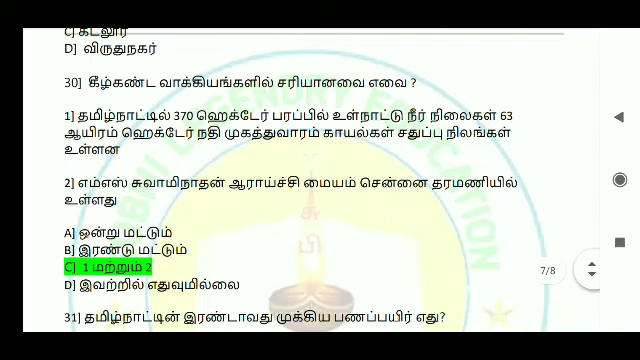 C] கடலூர்
D] விருதுநகர்
30] கீழ்கண்ட வாக்கியங்களில் சரியானவை எவை ?
1] தமிழ்நாட்டில் 370 ஹெக்டேர் பரப்பில் உள்நாட்டு நீர் நிலைகள் 63
ஆயிரம் ஹெக்டேர் நதி முகத்துவாரம் காயல்கள் சதுப்பு நிலங்கள்
உள்ளன
2] எம்எஸ் சுவாமிநாதன் ஆராய்ச்சி மையம் சென்னை தரமணியில்
உள்ளது
A] ஒன்று மட்டும்
B] இரண்டு மட்டும்
C] 1 மற்றும் 2
D] இவற்றில் எதுவுமில்லை
7/8
31] தமிழ்நாட்டின் இரண்டாவது முக்கிய பணப்பயிர் எது?